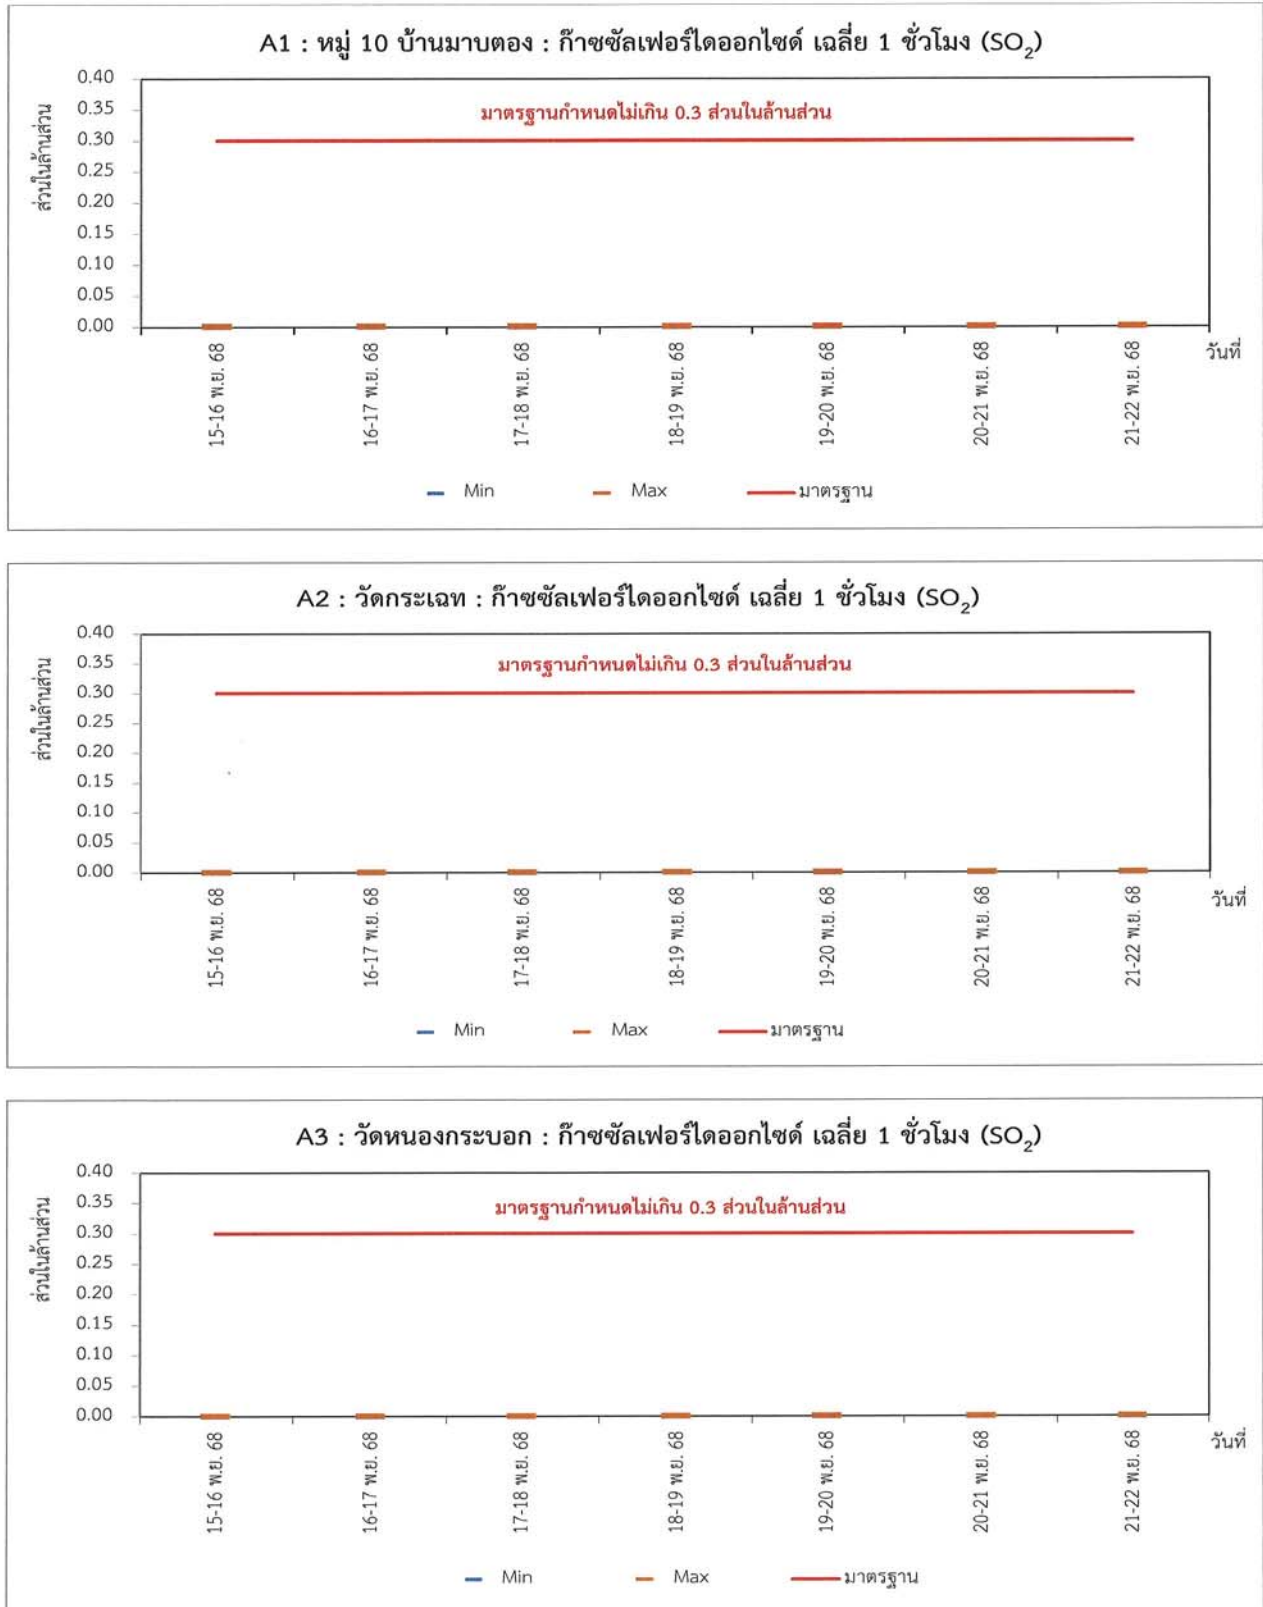 A1 : หมู่ 10 บ้านมาบตอง : ก๊าซซัลเฟอร์ไดออกไซด์ เฉลี่ย 1 ชั่วโมง (SO₂)
ส่วนในล้านส่วน
0.40
0.35
0.30
0.25
0.20
0.15
0.10
0.05
0.00
มาตรฐานกำหนดไม่เกิน 0.3 ส่วนในล้านส่วน
15-16 พ.ย. 68
16-17 พ.ย. 68
17-18 พ.ย. 68
18-19 พ.ย. 68
19-20 พ.ย. 68
20-21 พ.ย. 68
21-22 พ.ย. 68
วันที่
Min Max มาตรฐาน
A2 : วัดกระเฉท : ก๊าซซัลเฟอร์ไดออกไซด์ เฉลี่ย 1 ชั่วโมง (SO₂)
ส่วนในล้านส่วน
0.40
0.35
0.30
0.25
0.20
0.15
0.10
0.05
0.00
มาตรฐานกำหนดไม่เกิน 0.3 ส่วนในล้านส่วน
15-16 พ.ย. 68
16-17 พ.ย. 68
17-18 พ.ย. 68
18-19 พ.ย. 68
19-20 พ.ย. 68
20-21 พ.ย. 68
21-22 พ.ย. 68
วันที่
Min Max มาตรฐาน
A3 : วัดหนองกระบอก : ก๊าซซัลเฟอร์ไดออกไซด์ เฉลี่ย 1 ชั่วโมง (SO₂)
ส่วนในล้านส่วน
0.40
0.35
0.30
0.25
0.20
0.15
0.10
0.05
0.00
มาตรฐานกำหนดไม่เกิน 0.3 ส่วนในล้านส่วน
15-16 พ.ย. 68
16-17 พ.ย. 68
17-18 พ.ย. 68
18-19 พ.ย. 68
19-20 พ.ย. 68
20-21 พ.ย. 68
21-22 พ.ย. 68
วันที่
Min Max มาตรฐาน